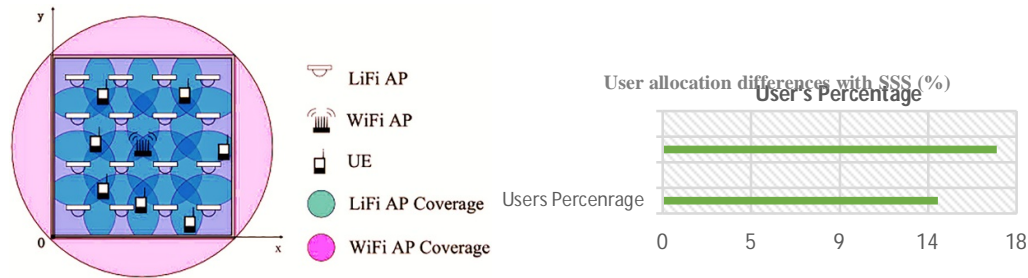 y
LiFi AP
WiFi AP
UE
LiFi AP Coverage
WiFi AP Coverage
0
x
User allocation differences with SSS (%)
User's Percentage
Users Percenrage
0 5 9 14 18